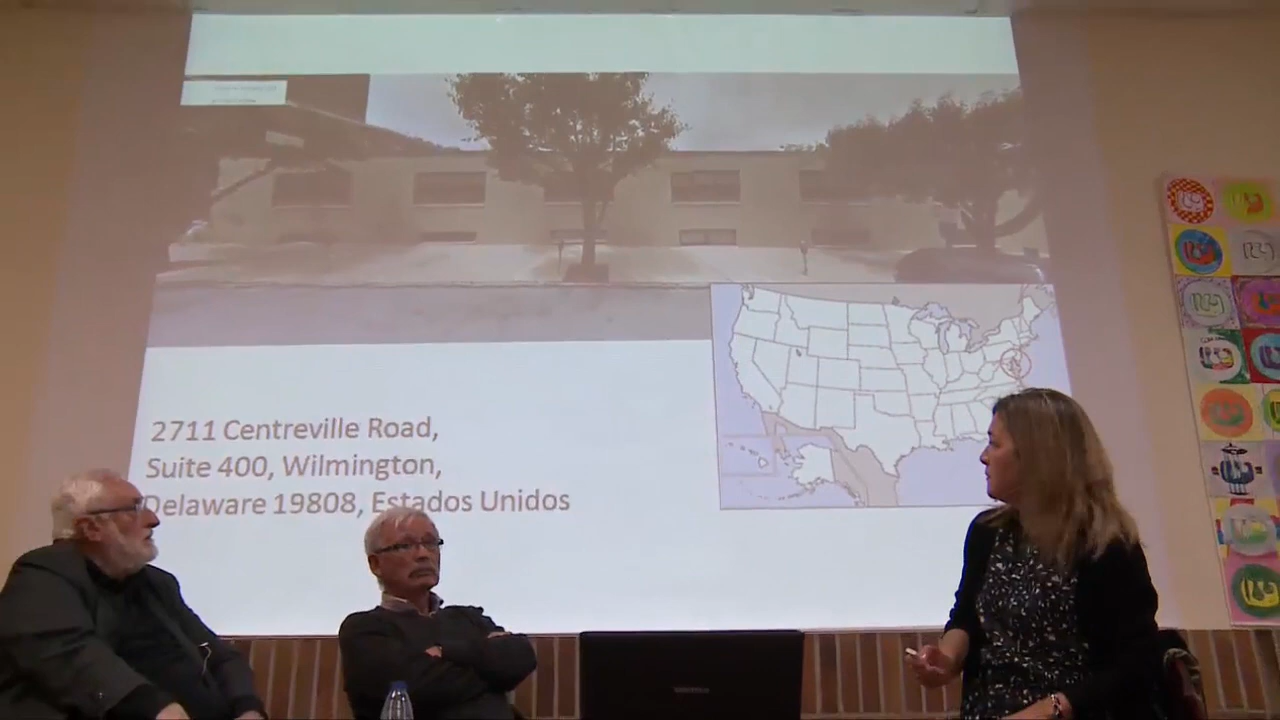 2711 Centreville Road,
Suite 400, Wilmington,
Delaware 19808, Estados Unidos